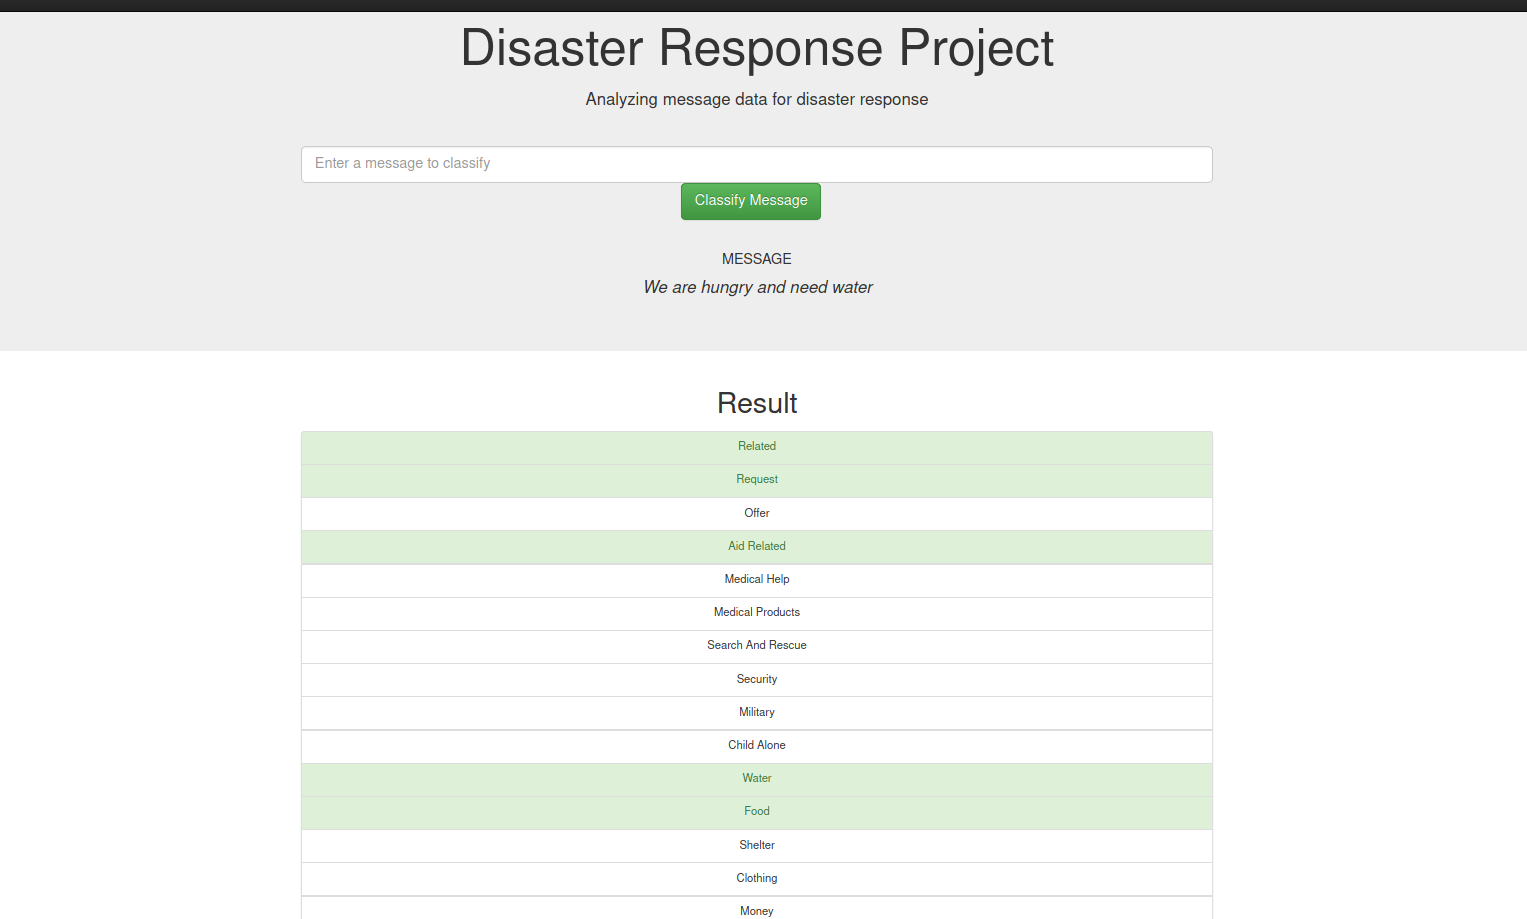 Disaster Response Project
Analyzing message data for disaster response
Enter a message to classify
Classify Message
MESSAGE
We are hungry and need water
Result
Related
Request
Offer
Aid Related
Medical Help
Medical Products
Search And Rescue
Security
Military
Child Alone
Water
Food
Shelter
Clothing
Money